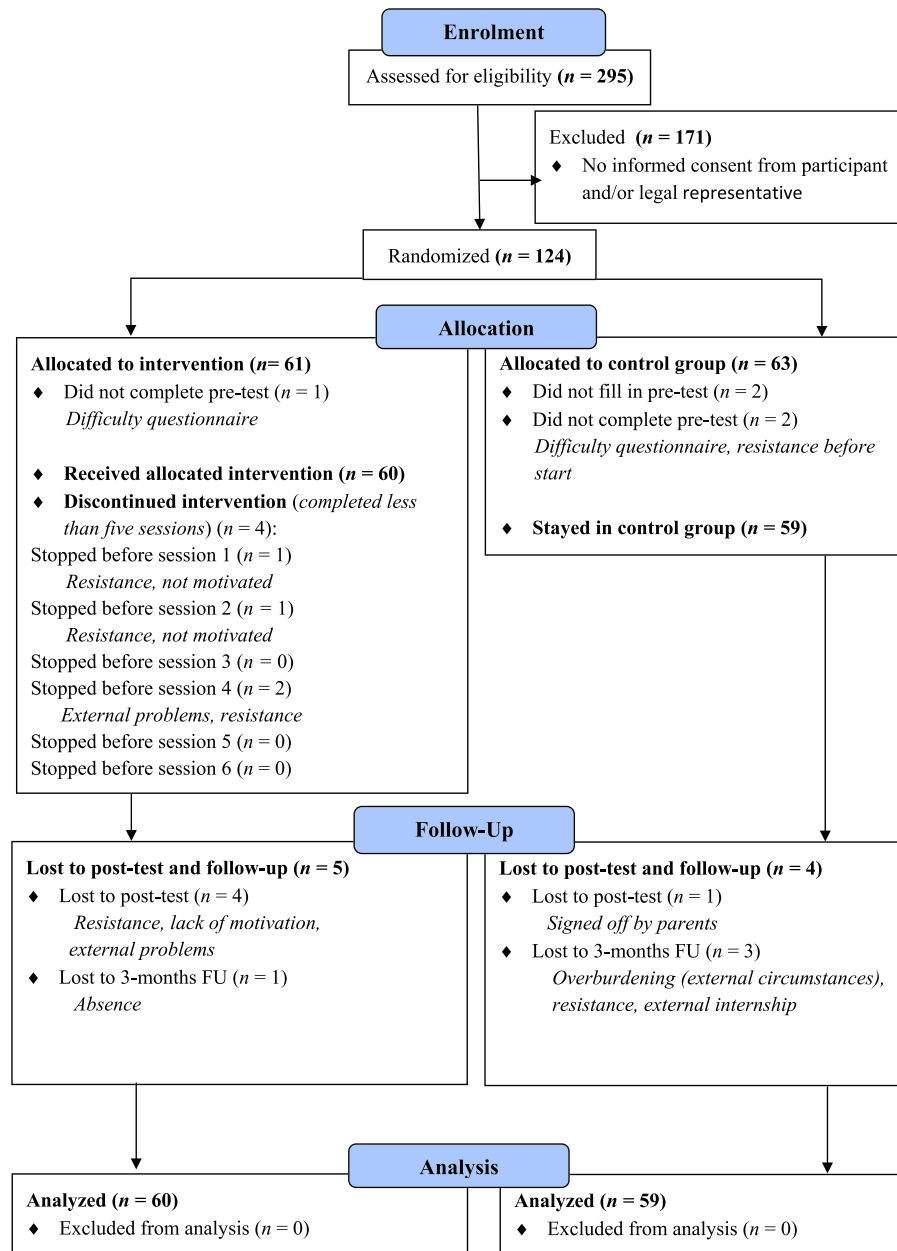 Enrolment
Assessed for eligibility (n = 295)
Excluded (n = 171)
♦ No informed consent from participant
and/or legal representative
Randomized (n = 124)
Allocation
Allocated to intervention (n= 61)
♦ Did not complete pre-test (n = 1)
Difficulty questionnaire
♦ Received allocated intervention (n = 60)
♦ Discontinued intervention (completed less
than five sessions) (n = 4):
Stopped before session 1 (n = 1)
Resistance, not motivated
Stopped before session 2 (n = 1)
Resistance, not motivated
Stopped before session 3 (n = 0)
Stopped before session 4 (n = 2)
External problems, resistance
Stopped before session 5 (n = 0)
Stopped before session 6 (n = 0)
Allocated to control group (n = 63)
♦ Did not fill in pre-test (n = 2)
♦ Did not complete pre-test (n = 2)
Difficulty questionnaire, resistance before
start
♦ Stayed in control group (n = 59)
Follow-Up
Lost to post-test and follow-up (n = 5)
♦ Lost to post-test (n = 4)
Resistance, lack of motivation,
external problems
♦ Lost to 3-months FU (n = 1)
Absence
Lost to post-test and follow-up (n = 4)
♦ Lost to post-test (n = 1)
Signed off by parents
♦ Lost to 3-months FU (n = 3)
Overburdening (external circumstances),
resistance, external internship
Analysis
Analyzed (n = 60)
♦ Excluded from analysis (n = 0)
Analyzed (n = 59)
♦ Excluded from analysis (n = 0)